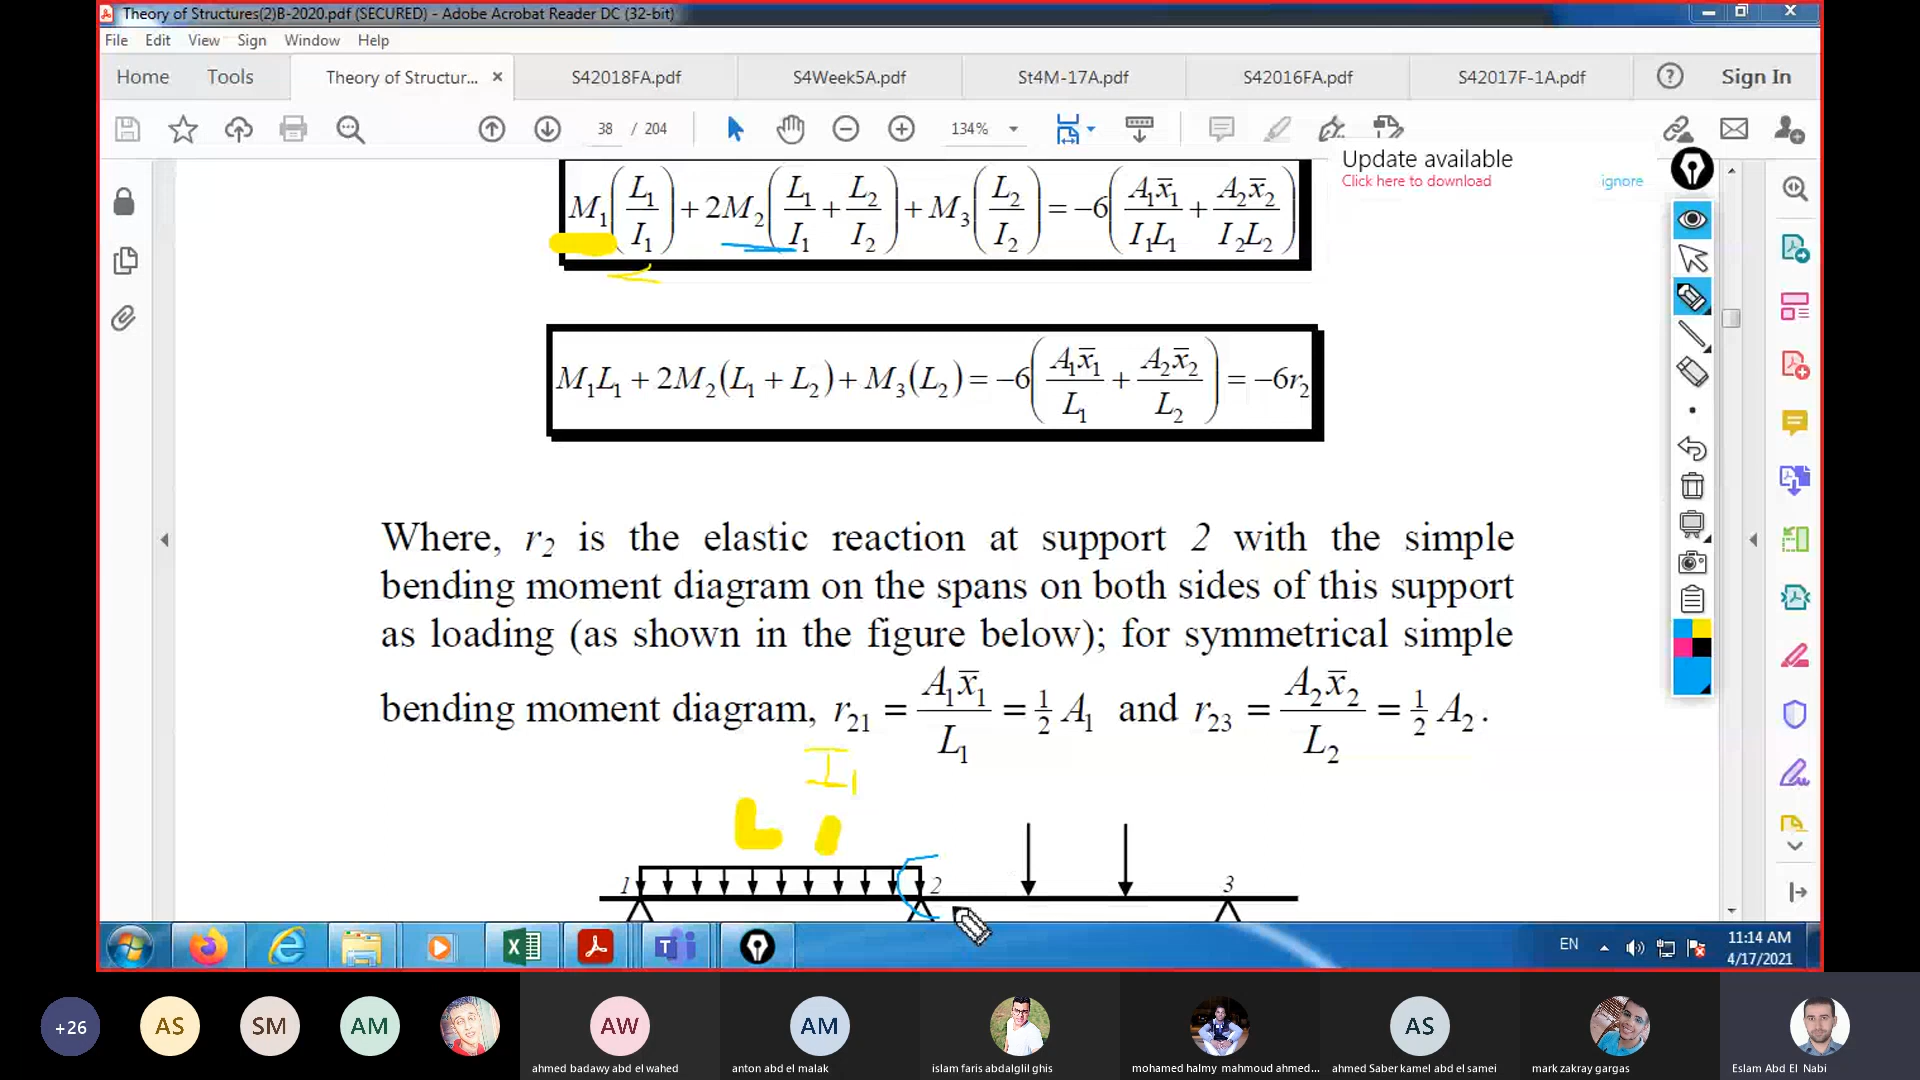 Theory of Structures(2)B-2020.pdf (SECURED) - Adobe Acrobat Reader DC (32-bit)
File Edit View Sign Window Help
Home Tools Theory of Structur... × S42018FA.pdf S4Week5A.pdf St4M-17A.pdf S42016FA.pdf S42017F-1A.pdf Sign In
38 / 204 134%
Update available
Click here to download ignore
M₁(L₁/I₁) + 2M₂(L₁/I₁ + L₂/I₂) + M₃(L₂/I₂) = −6(A₁x̄₁/I₁L₁ + A₂x̄₂/I₂L₂)
M₁L₁ + 2M₂(L₁ + L₂) + M₃(L₂) = −6(A₁x̄₁/L₁ + A₂x̄₂/L₂) = −6r₂
Where, r₂ is the elastic reaction at support 2 with the simple
bending moment diagram on the spans on both sides of this support
as loading (as shown in the figure below); for symmetrical simple
bending moment diagram, r₂₁ = A₁x̄₁/L₁ = ½ A₁ and r₂₃ = A₂x̄₂/L₂ = ½ A₂.
I₁
L₁
1 2 3
EN 11:14 AM
4/17/2021
+26 AS SM AM AW AM AS
ahmed badawy abd el wahed
anton abd el malak
islam faris abdalglil ghis
mohamed halmy mahmoud ahmed...
ahmed Saber kamel abd el samei
mark zakray gargas
Eslam Abd El Nabi